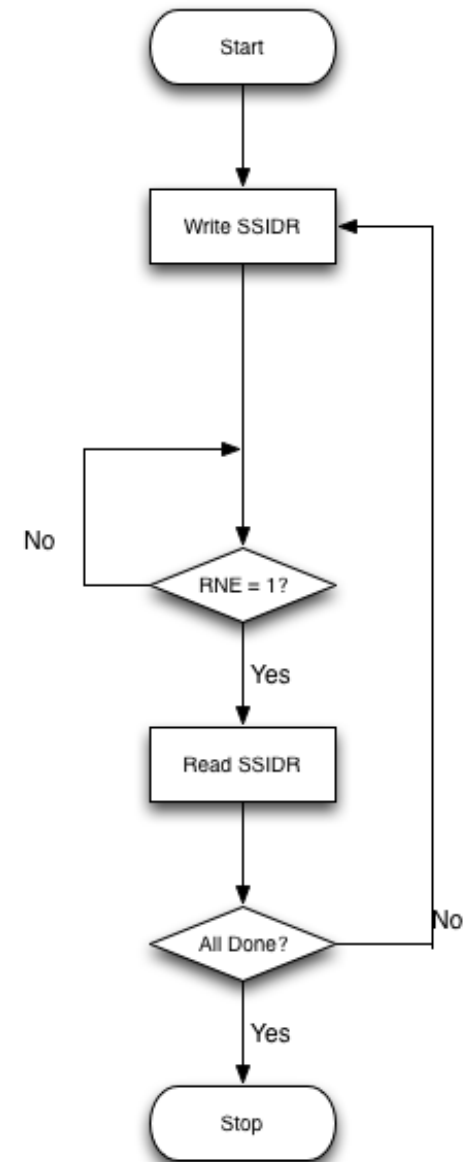 Start
Write SSIDR
No
RNE = 1?
Yes
Read SSIDR
No
All Done?
Yes
Stop